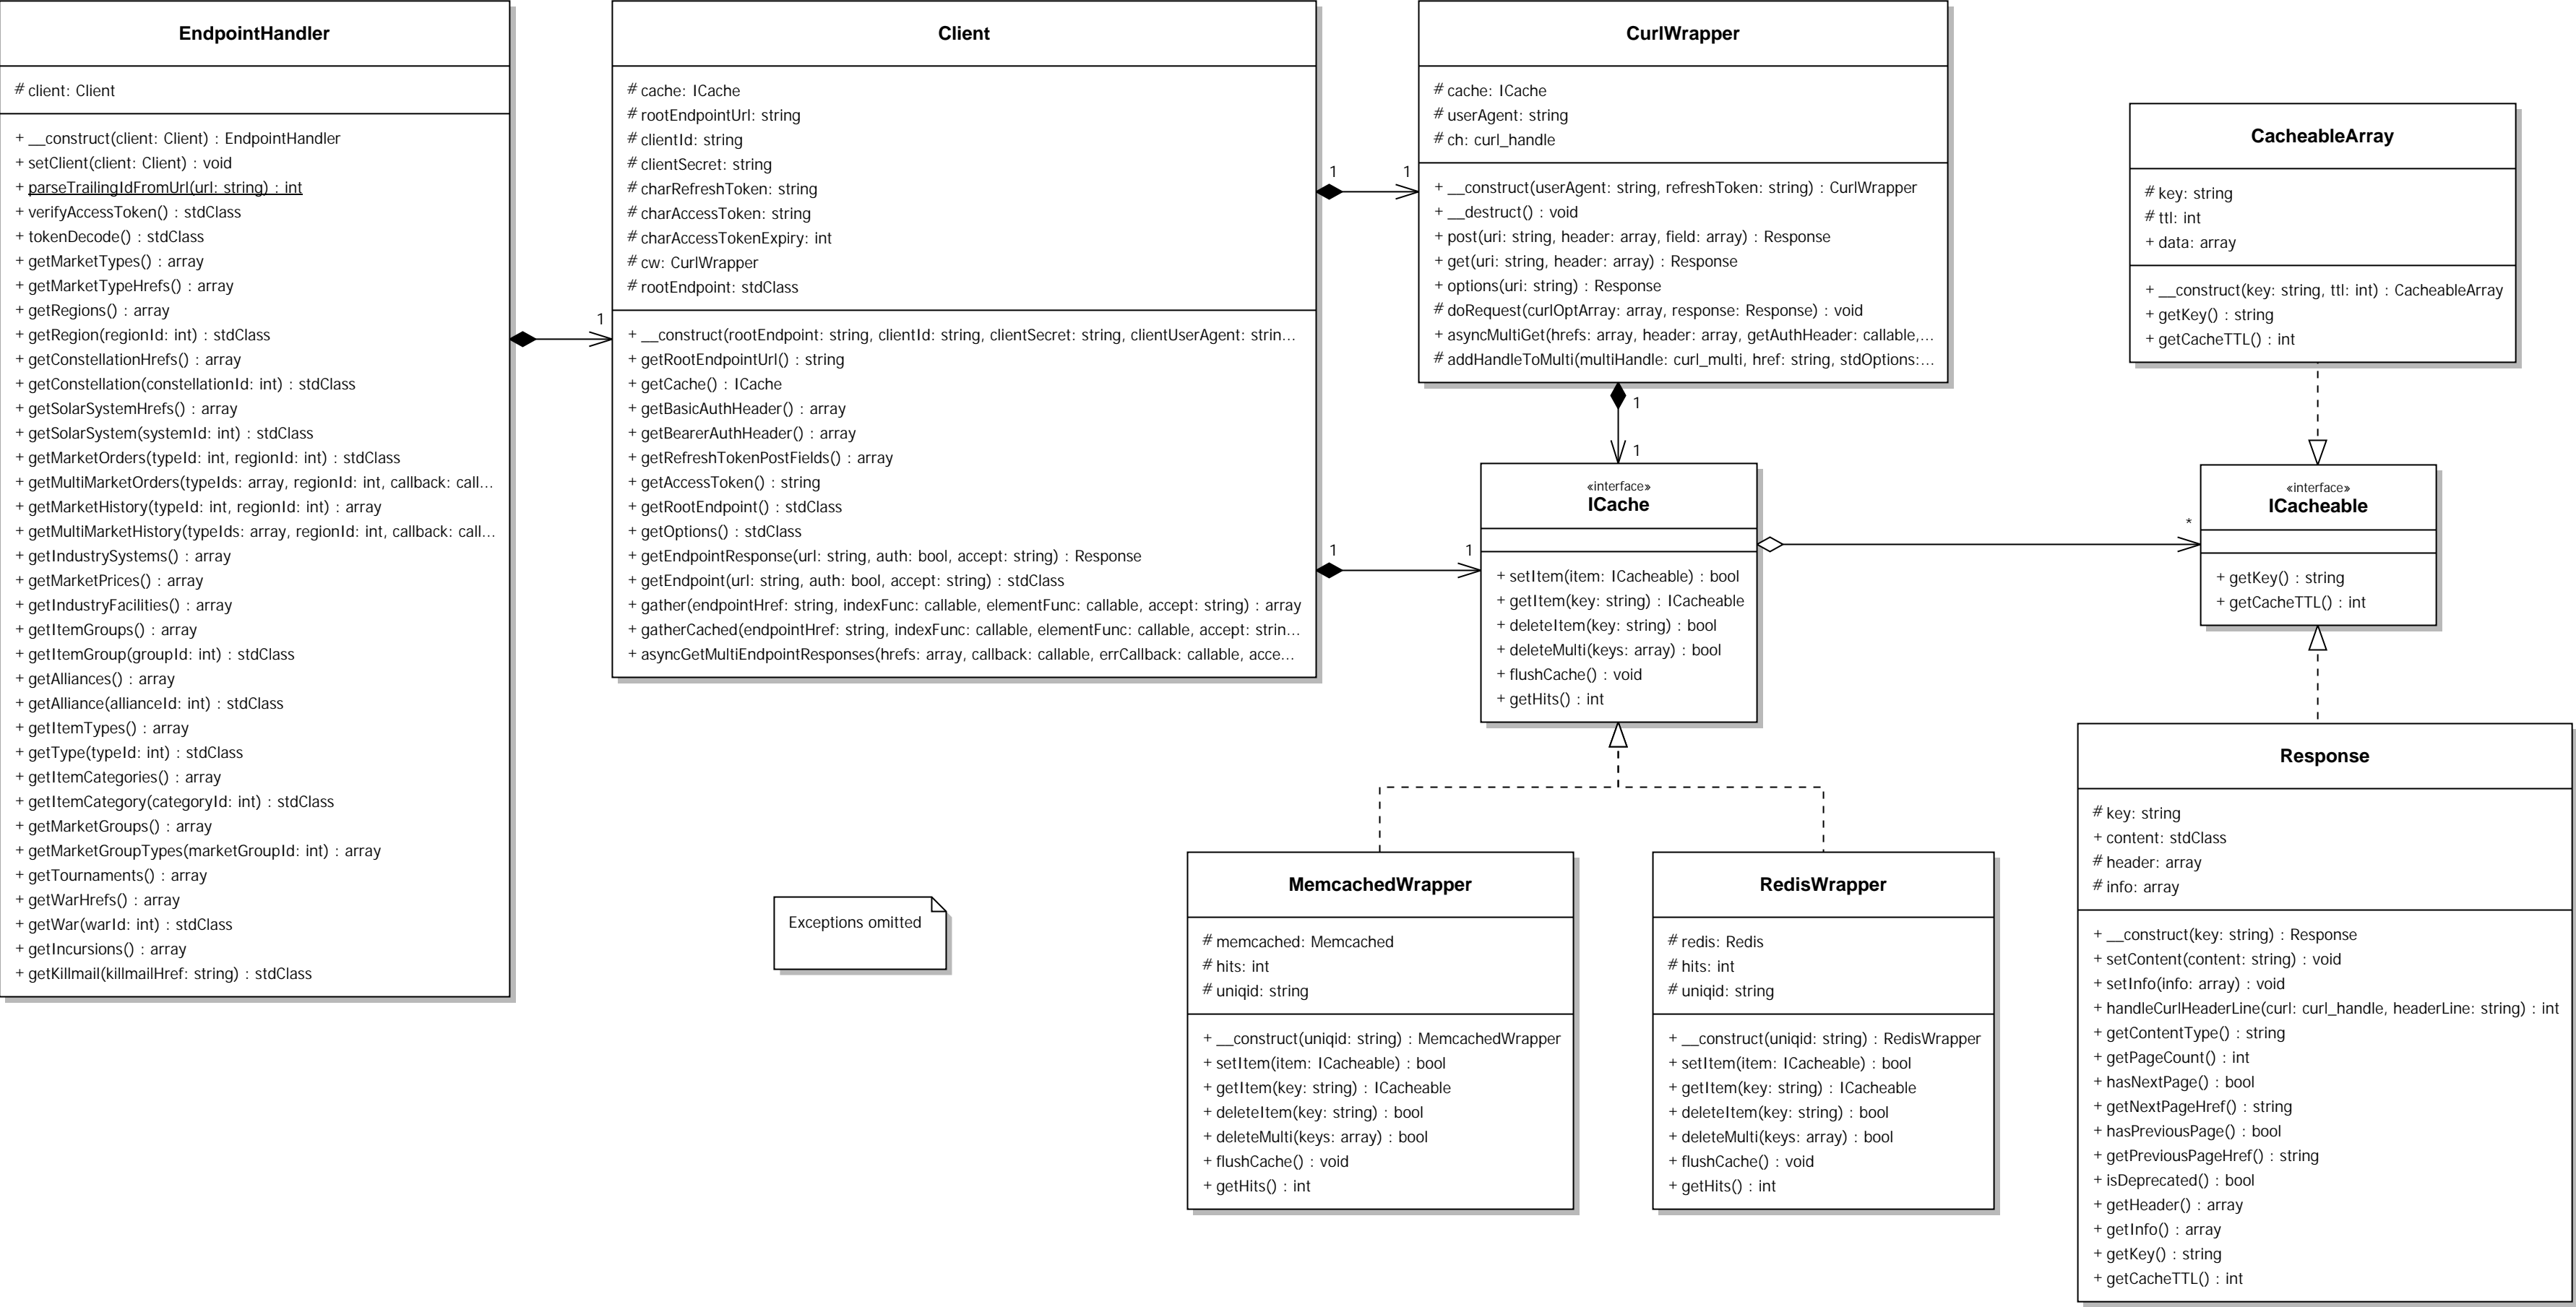 EndpointHandler
# client: Client
+ __construct(client: Client) : EndpointHandler
+ setClient(client: Client) : void
+ parseTrailingIdFromUrl(url: string) : int
+ verifyAccessToken() : stdClass
+ tokenDecode() : stdClass
+ getMarketTypes() : array
+ getMarketTypeHrefs() : array
+ getRegions() : array
+ getRegion(regionId: int) : stdClass
+ getConstellationHrefs() : array
+ getConstellation(constellationId: int) : stdClass
+ getSolarSystemHrefs() : array
+ getSolarSystem(systemId: int) : stdClass
+ getMarketOrders(typeId: int, regionId: int) : stdClass
+ getMultiMarketOrders(typeIds: array, regionId: int, callback: call...
+ getMarketHistory(typeId: int, regionId: int) : array
+ getMultiMarketHistory(typeIds: array, regionId: int, callback: call...
+ getIndustrySystems() : array
+ getMarketPrices() : array
+ getIndustryFacilities() : array
+ getItemGroups() : array
+ getItemGroup(groupId: int) : stdClass
+ getAlliances() : array
+ getAlliance(allianceId: int) : stdClass
+ getItemTypes() : array
+ getType(typeId: int) : stdClass
+ getItemCategories() : array
+ getItemCategory(categoryId: int) : stdClass
+ getMarketGroups() : array
+ getMarketGroupTypes(marketGroupId: int) : array
+ getTournaments() : array
+ getWarHrefs() : array
+ getWar(warId: int) : stdClass
+ getIncursions() : array
+ getKillmail(killmailHref: string) : stdClass
1
Client
# cache: ICache
# rootEndpointUrl: string
# clientId: string
# clientSecret: string
# charRefreshToken: string
# charAccessToken: string
# charAccessTokenExpiry: int
# cw: CurlWrapper
# rootEndpoint: stdClass
+ __construct(rootEndpoint: string, clientId: string, clientSecret: string, clientUserAgent: strin...
+ getRootEndpointUrl() : string
+ getCache() : ICache
+ getBasicAuthHeader() : array
+ getBearerAuthHeader() : array
+ getRefreshTokenPostFields() : array
+ getAccessToken() : string
+ getRootEndpoint() : stdClass
+ getOptions() : stdClass
+ getEndpointResponse(url: string, auth: bool, accept: string) : Response
+ getEndpoint(url: string, auth: bool, accept: string) : stdClass
+ gather(endpointHref: string, indexFunc: callable, elementFunc: callable, accept: string) : array
+ gatherCached(endpointHref: string, indexFunc: callable, elementFunc: callable, accept: strin...
+ asyncGetMultiEndpointResponses(hrefs: array, callback: callable, errCallback: callable, acce...
1
1
1
1
CurlWrapper
# cache: ICache
# userAgent: string
# ch: curl_handle
+ __construct(userAgent: string, refreshToken: string) : CurlWrapper
+ __destruct() : void
+ post(uri: string, header: array, field: array) : Response
+ get(uri: string, header: array) : Response
+ options(uri: string) : Response
# doRequest(curlOptArray: array, response: Response) : void
+ asyncMultiGet(hrefs: array, header: array, getAuthHeader: callable,...
# addHandleToMulti(multiHandle: curl_multi, href: string, stdOptions:...
1
1
«interface»
ICache
+ setItem(item: ICacheable) : bool
+ getItem(key: string) : ICacheable
+ deleteItem(key: string) : bool
+ deleteMulti(keys: array) : bool
+ flushCache() : void
+ getHits() : int
*
CacheableArray
# key: string
# ttl: int
+ data: array
+ __construct(key: string, ttl: int) : CacheableArray
+ getKey() : string
+ getCacheTTL() : int
«interface»
ICacheable
+ getKey() : string
+ getCacheTTL() : int
Exceptions omitted
MemcachedWrapper
# memcached: Memcached
# hits: int
# uniqid: string
+ __construct(uniqid: string) : MemcachedWrapper
+ setItem(item: ICacheable) : bool
+ getItem(key: string) : ICacheable
+ deleteItem(key: string) : bool
+ deleteMulti(keys: array) : bool
+ flushCache() : void
+ getHits() : int
RedisWrapper
# redis: Redis
# hits: int
# uniqid: string
+ __construct(uniqid: string) : RedisWrapper
+ setItem(item: ICacheable) : bool
+ getItem(key: string) : ICacheable
+ deleteItem(key: string) : bool
+ deleteMulti(keys: array) : bool
+ flushCache() : void
+ getHits() : int
Response
# key: string
+ content: stdClass
# header: array
# info: array
+ __construct(key: string) : Response
+ setContent(content: string) : void
+ setInfo(info: array) : void
+ handleCurlHeaderLine(curl: curl_handle, headerLine: string) : int
+ getContentType() : string
+ getPageCount() : int
+ hasNextPage() : bool
+ getNextPageHref() : string
+ hasPreviousPage() : bool
+ getPreviousPageHref() : string
+ isDeprecated() : bool
+ getHeader() : array
+ getInfo() : array
+ getKey() : string
+ getCacheTTL() : int